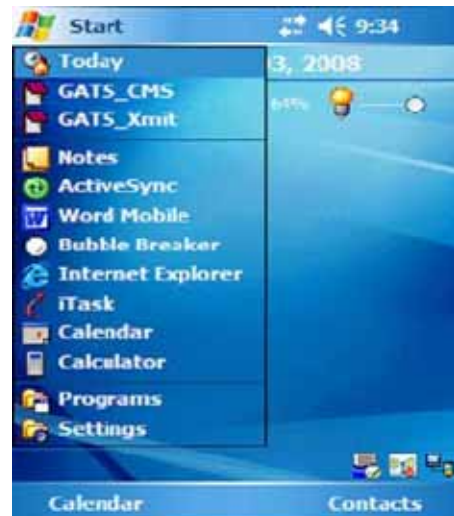 Start 9:34
Today
3, 2008
GATS_CMS
64%
GATS_Xmit
Notes
ActiveSync
Word Mobile
Bubble Breaker
Internet Explorer
iTask
Calendar
Calculator
Programs
Settings
Calendar Contacts